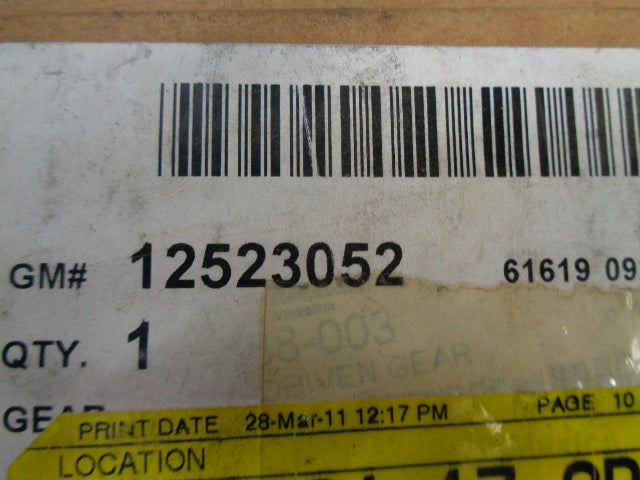 GM# 12523052 61619 09
QTY. 1
8-003
DRIVEN GEAR
GEAR
PRINT DATE 28-Mar-11 12:17 PM PAGE 10
LOCATION